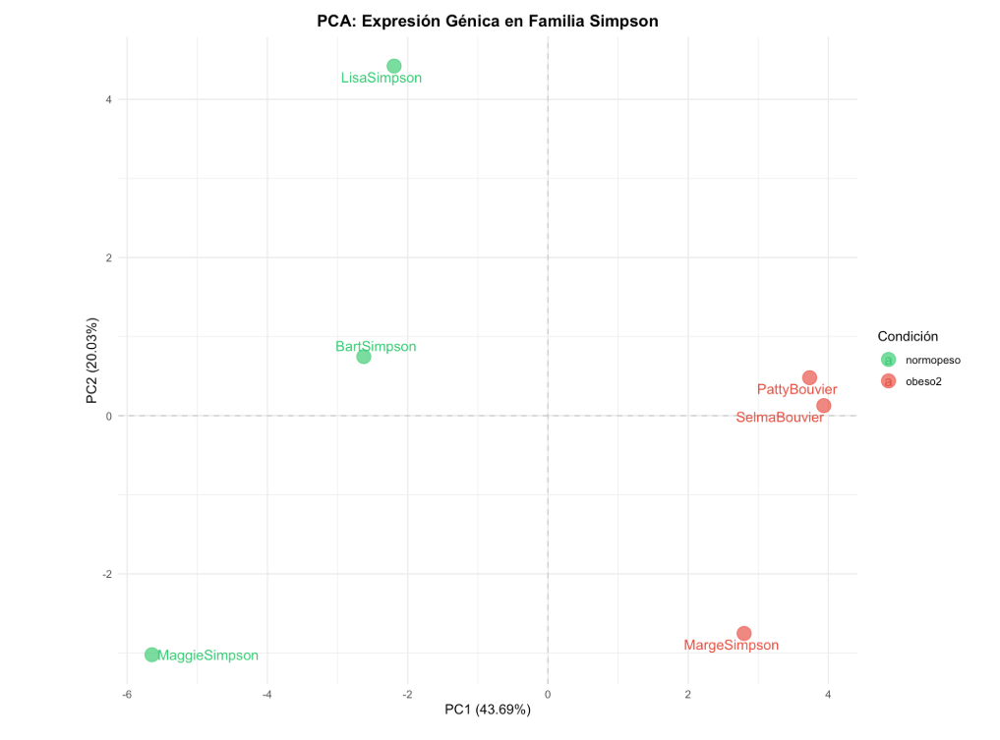 PCA: Expresión Génica en Familia Simpson
LisaSimpson
BartSimpson
PattyBouvier
SelmaBouvier
MargeSimpson
MaggieSimpson
4
2
0
-2
PC2 (20.03%)
-6
-4
-2
0
2
4
PC1 (43.69%)
Condición
a normopeso
a obeso2